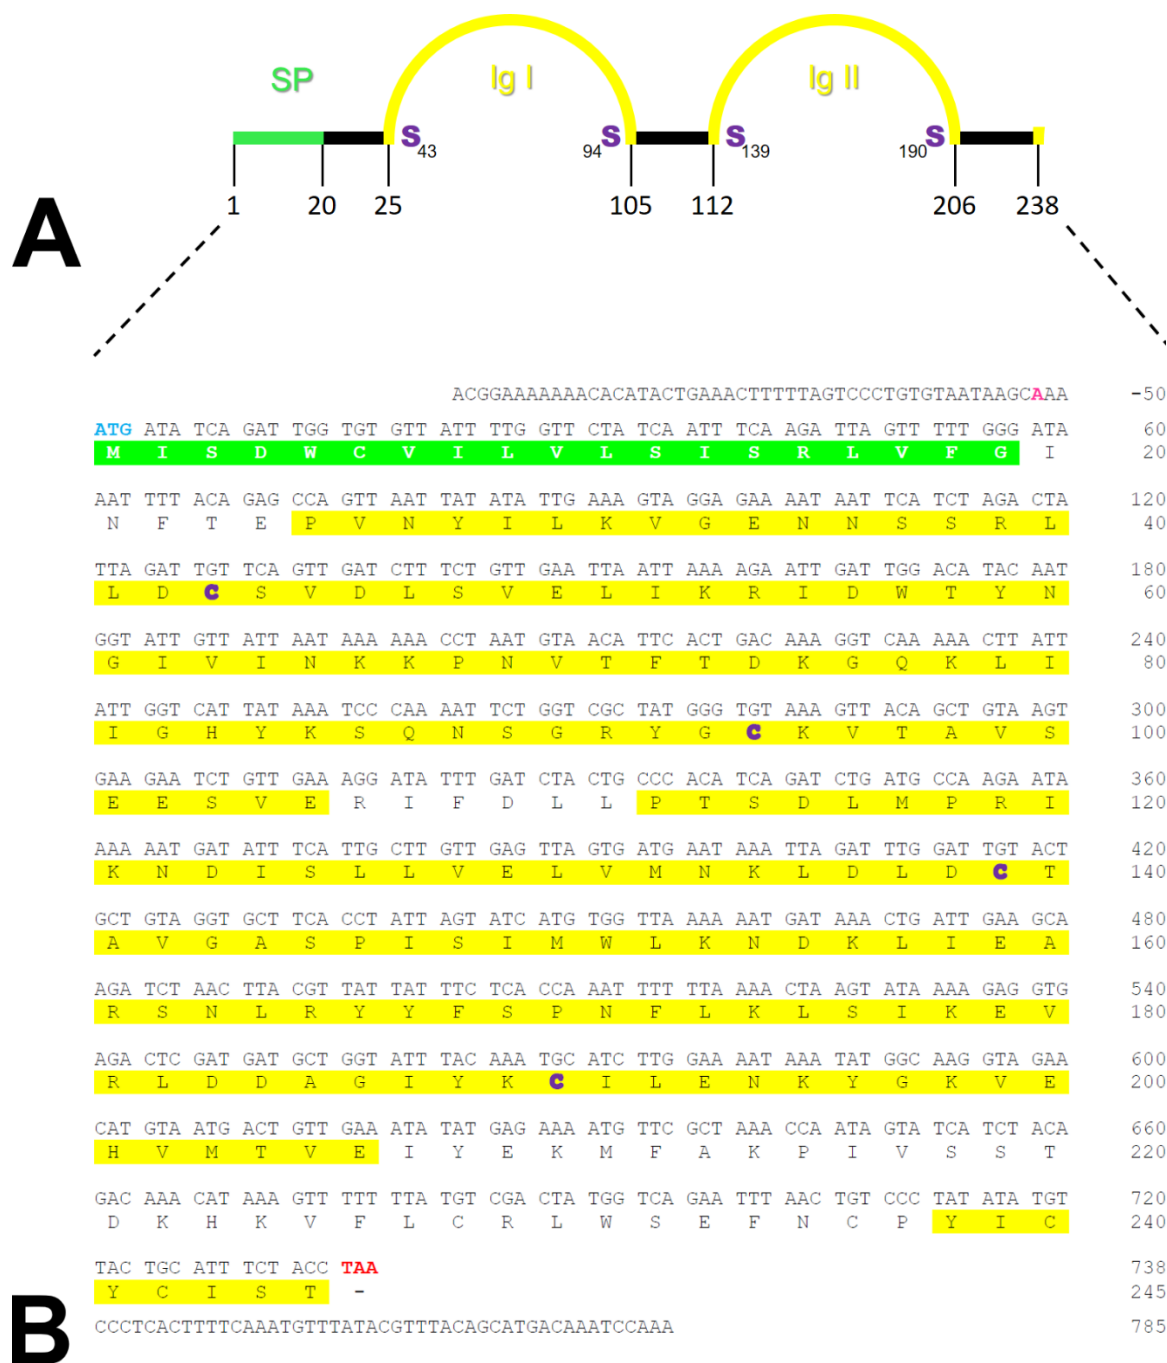 SP Ig I Ig II
S 43 94 S S 139 190 S
1 20 25 105 112 206 238
A
ACGGAAAAAAACACATACTGAAACTTTTTAGTCCCTGTGTAATAAGCAAA -50
ATG ATA TCA GAT TGG TGT GTT ATT TTG GTT CTA TCA ATT TCA AGA TTA GTT TTT GGG ATA 60
M I S D W C V I L V L S I S R L V F G I 20
AAT TTT ACA GAG CCA GTT AAT TAT ATA TTG AAA GTA GGA GAA AAT AAT TCA TCT AGA CTA 120
N F T E P V N Y I L K V G E N N S S R L 40
TTA GAT TGT TCA GTT GAT CTT TCT GTT GAA TTA ATT AAA AGA ATT GAT TGG ACA TAC AAT 180
L D C S V D L S V E L I K R I D W T Y N 60
GGT ATT GTT ATT AAT AAA AAA CCT AAT GTA ACA TTC ACT GAC AAA GGT CAA AAA CTT ATT 240
G I V I N K K P N V T F T D K G Q K L I 80
ATT GGT CAT TAT AAA TCC CAA AAT TCT GGT CGC TAT GGG TGT AAA GTT ACA GCT GTA AGT 300
I G H Y K S Q N S G R Y G C K V T A V S 100
GAA GAA TCT GTT GAA AGG ATA TTT GAT CTA CTG CCC ACA TCA GAT CTG ATG CCA AGA ATA 360
E E S V E R I F D L L P T S D L M P R I 120
AAA AAT GAT ATT TCA TTG CTT GTT GAG TTA GTG ATG AAT AAA TTA GAT TTG GAT TGT ACT 420
K N D I S L L V E L V M N K L D L D C T 140
GCT GTA GGT GCT TCA CCT ATT AGT ATC ATG TGG TTA AAA AAT GAT AAA CTG ATT GAA GCA 480
A V G A S P I S I M W L K N D K L I E A 160
AGA TCT AAC TTA CGT TAT TAT TTC TCA CCA AAT TTT TTA AAA CTA AGT ATA AAA GAG GTG 540
R S N L R Y Y F S P N F L K L S I K E V 180
AGA CTC GAT GAT GCT GGT ATT TAC AAA TGC ATC TTG GAA AAT AAA TAT GGC AAG GTA GAA 600
R L D D A G I Y K C I L E N K Y G K V E 200
CAT GTA ATG ACT GTT GAA ATA TAT GAG AAA ATG TTC GCT AAA CCA ATA GTA TCA TCT ACA 660
H V M T V E I Y E K M F A K P I V S S T 220
GAC AAA CAT AAA GTT TTT TTA TGT CGA CTA TGG TCA GAA TTT AAC TGT CCC TAT ATA TGT 720
D K H K V F L C R L W S E F N C P Y I C 240
TAC TGC ATT TCT ACC TAA 738
Y C I S T - 245
B
CCCTCACTTTTCAAATGTTTATACGTTTACAGCATGACAAATCCAAA 785